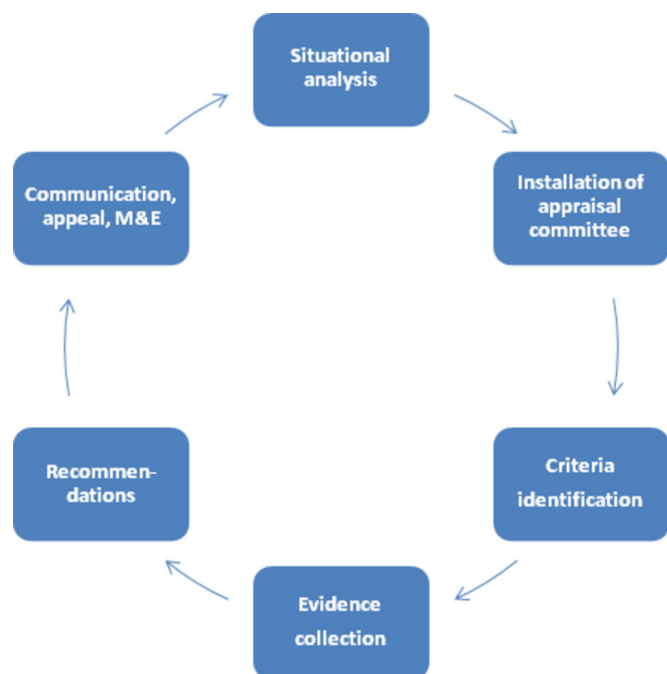 Situational
analysis
Installation of
appraisal
committee
Criteria
identification
Evidence
collection
Recommen-
dations
Communication,
appeal, M&E